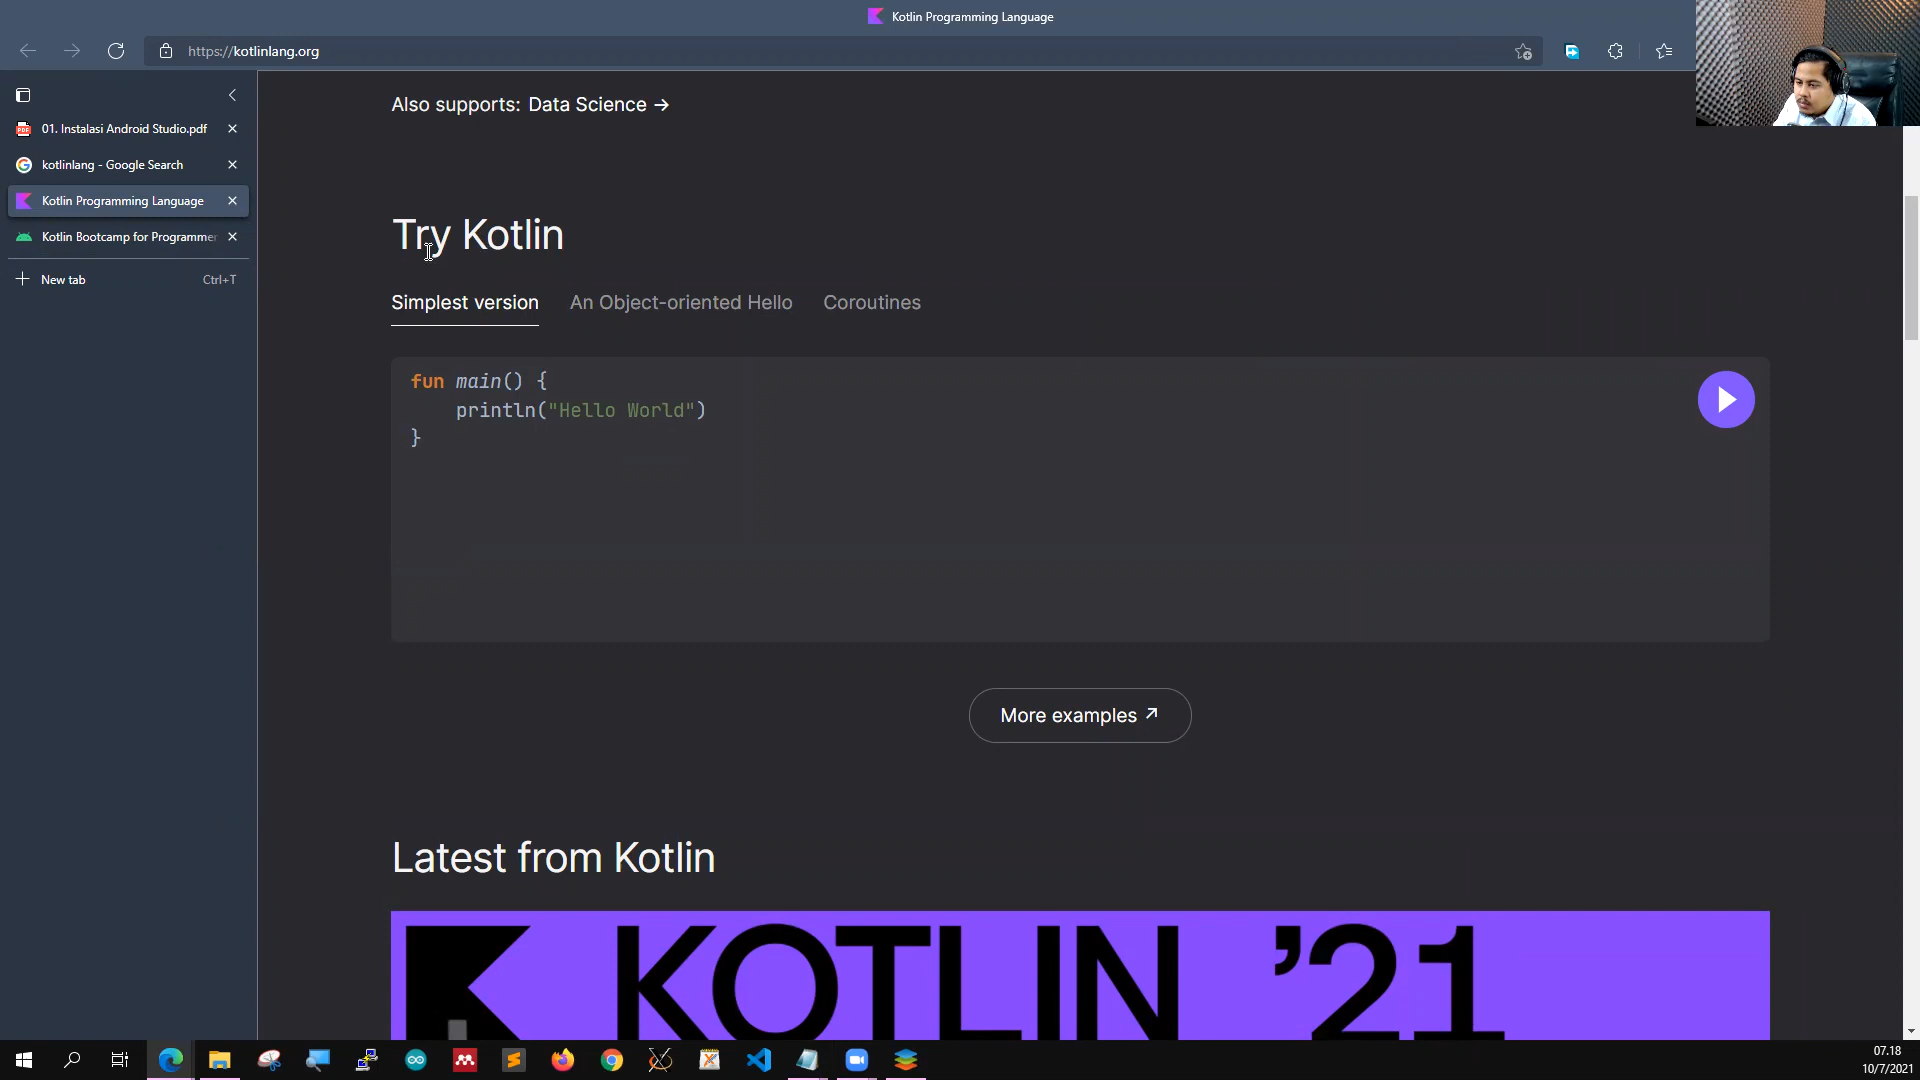 Kotlin Programming Language
https://kotlinlang.org
01. Instalasi Android Studio.pdf
kotlinlang - Google Search
Kotlin Programming Language
Kotlin Bootcamp for Programmer
New tab
Ctrl+T
Also supports: Data Science →
Try Kotlin
Simplest version
An Object-oriented Hello
Coroutines
fun main() {
    println("Hello World")
}
More examples ↗
Latest from Kotlin
KOTLIN ’21
07.18
10/7/2021